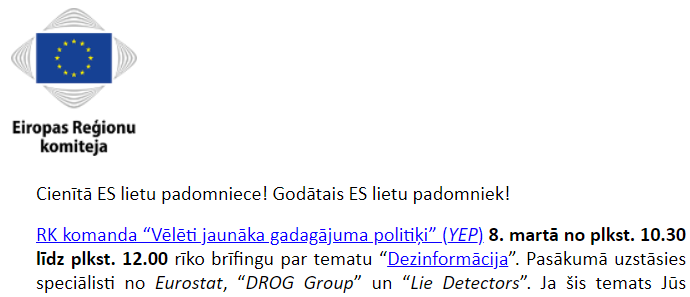 Eiropas Reģionu
komiteja
Cienītā ES lietu padomniece! Godātais ES lietu padomniek!
RK komanda “Vēlēti jaunāka gadagājuma politiķi” (YEP) 8. martā no plkst. 10.30
līdz plkst. 12.00 rīko brīfingu par tematu “Dezinformācija”. Pasākumā uzstāsies
speciālisti no Eurostat, “DROG Group” un “Lie Detectors”. Ja šis temats Jūs